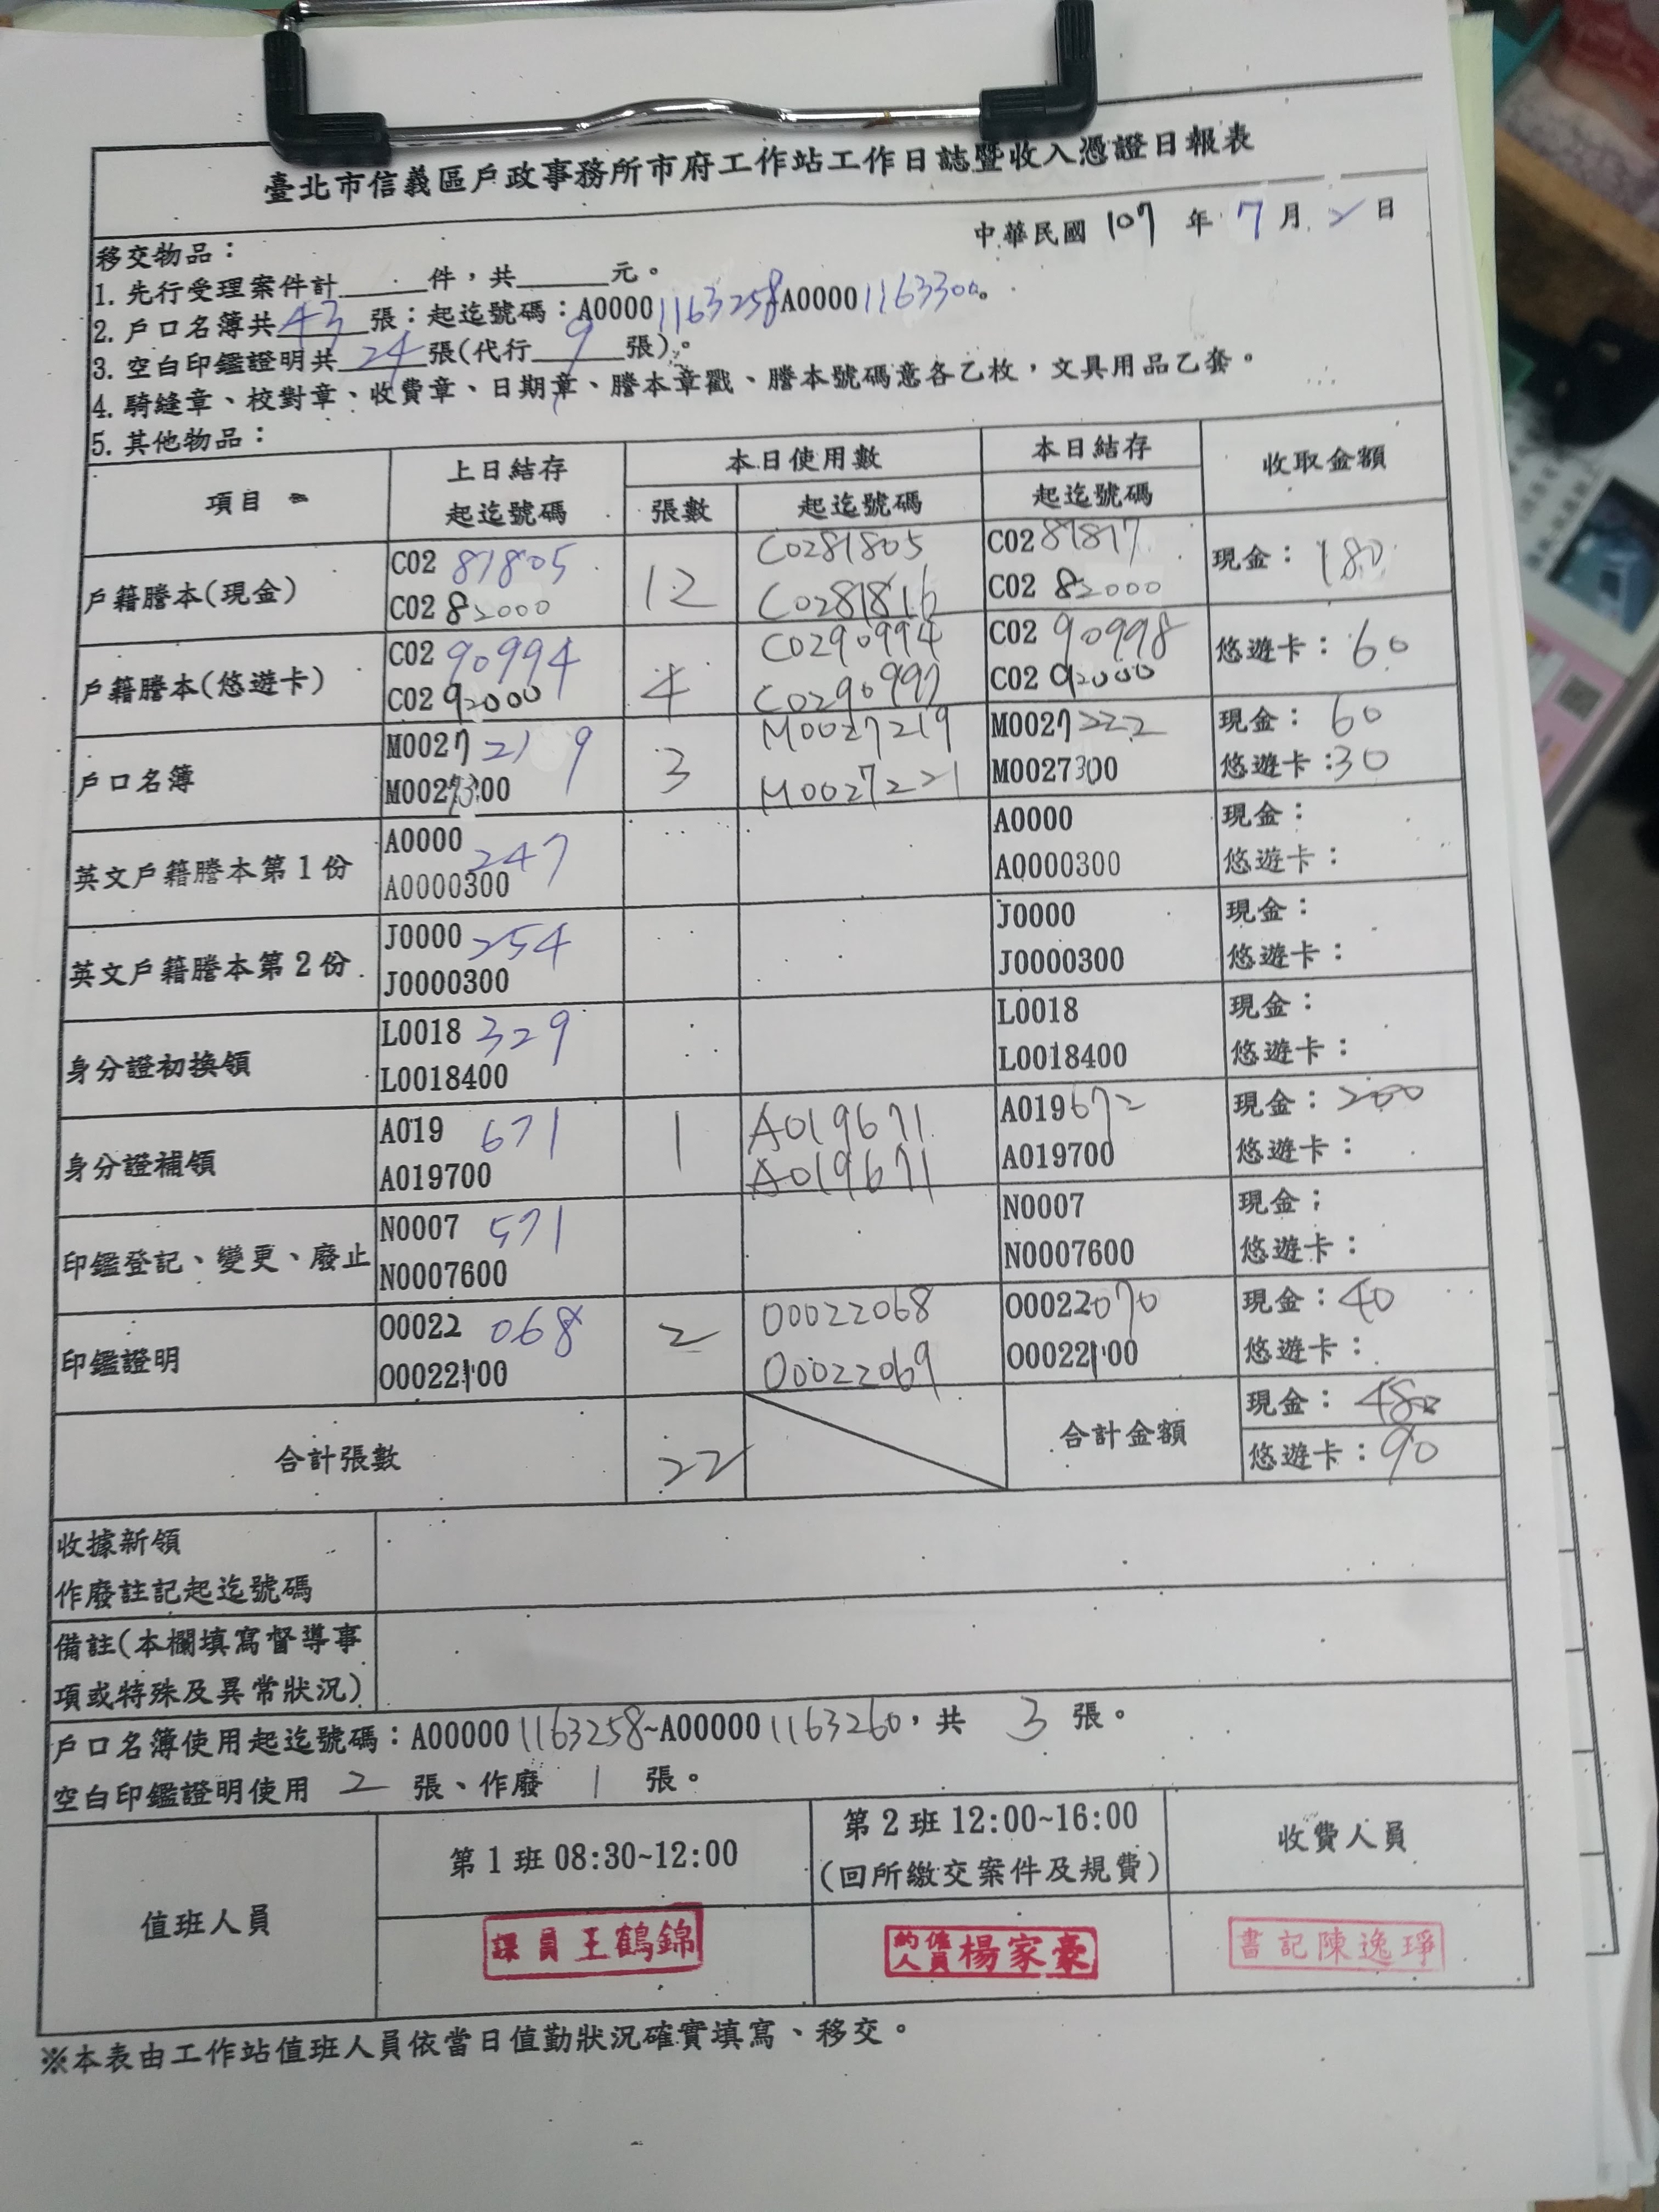 臺北市信義區戶政事務所市府工作站工作日誌暨收入憑證日報表
中華民國 107 年 7 月 2 日
移交物品：
1. 先行受理案件計______件，共______元。
2. 戶口名簿共 43 張：起迄號碼：A00001163258~A00001163300。
3. 空白印鑑證明共 24 張(代行 9 張)。
4. 騎縫章、校對章、收費章、日期章、謄本章戳、謄本號碼意各乙枚，文具用品乙套。
5. 其他物品：
項目 上日結存 起迄號碼 本日使用數 張數 起迄號碼 本日結存 起迄號碼 收取金額
戶籍謄本(現金) C02 81805 12 C0281805 C02 81817 現金： 180
C02 82000 C0281816 C02 82000
戶籍謄本(悠遊卡) C02 90994 4 C0290994 C02 90998 悠遊卡： 60
C02 92000 C0290997 C02 92000
戶口名簿 M0027 219 3 M0027219 M0027222 現金： 60
M0027300 M0027221 M0027300 悠遊卡：30
英文戶籍謄本第 1 份 A0000 247 A0000 現金：
A0000300 A0000300 悠遊卡：
英文戶籍謄本第 2 份 J0000 254 J0000 現金：
J0000300 J0000300 悠遊卡：
身分證初換領 L0018 329 L0018 現金：
L0018400 L0018400 悠遊卡：
身分證補領 A019 671 1 A019671 A019672 現金： 200
A019700 A019671 A019700 悠遊卡：
印鑑登記、變更、廢止 N0007 571 N0007 現金：
N0007600 N0007600 悠遊卡：
印鑑證明 O0022 068 2 O0022068 O0022070 現金：40
O0022100 O0022069 O0022100 悠遊卡：
合計張數 22 合計金額 現金： 480
悠遊卡：90
收據新領
作廢註記起迄號碼
備註(本欄填寫督導事
項或特殊及異常狀況)
戶口名簿使用起迄號碼：A000001163258~A000001163260，共 3 張。
空白印鑑證明使用 2 張、作廢 1 張。
值班人員 第 1 班 08:30~12:00 第 2 班 12:00~16:00 收費人員
(回所繳交案件及規費)
課員 王鶴錦 約僱人員 楊家豪 書記 陳逸琤
※本表由工作站值班人員依當日值勤狀況確實填寫、移交。